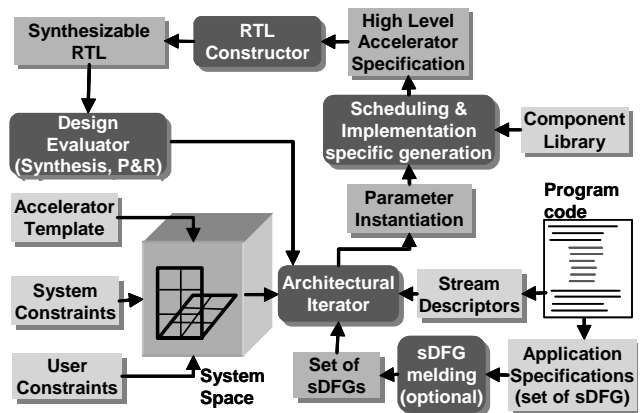 Synthesizable
RTL
RTL
Constructor
High Level
Accelerator
Specification
Design
Evaluator
(Synthesis, P&R)
Scheduling &
Implementation
specific generation
Component
Library
Accelerator
Template
Parameter
Instantiation
Program
code
System
Constraints
Architectural
Iterator
Stream
Descriptors
User
Constraints
System
Space
Set of
sDFGs
sDFG
melding
(optional)
Application
Specifications
(set of sDFG)